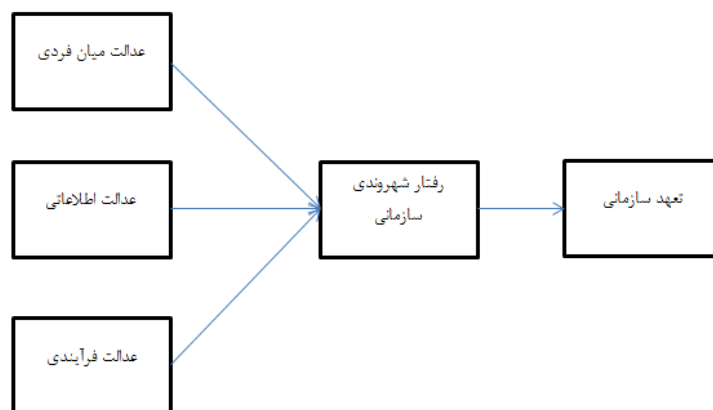 عدالت میان فردی
عدالت اطلاعاتی
رفتار شهروندی
سازمانی
تعهد سازمانی
عدالت فرآیندی